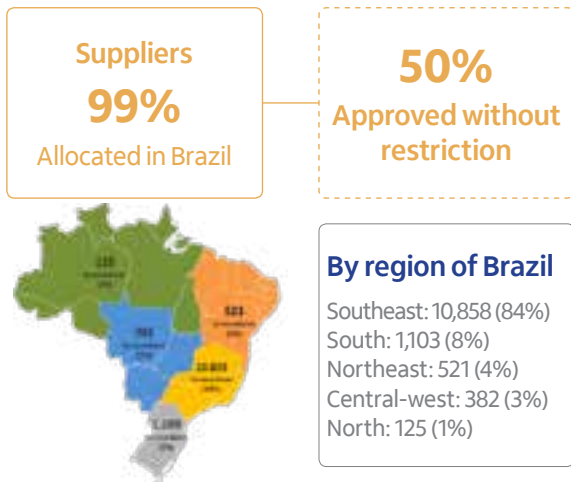 Suppliers
99%
Allocated in Brazil
50%
Approved without
restriction
By region of Brazil
Southeast: 10,858 (84%)
South: 1,103 (8%)
Northeast: 521 (4%)
Central-west: 382 (3%)
North: 125 (1%)